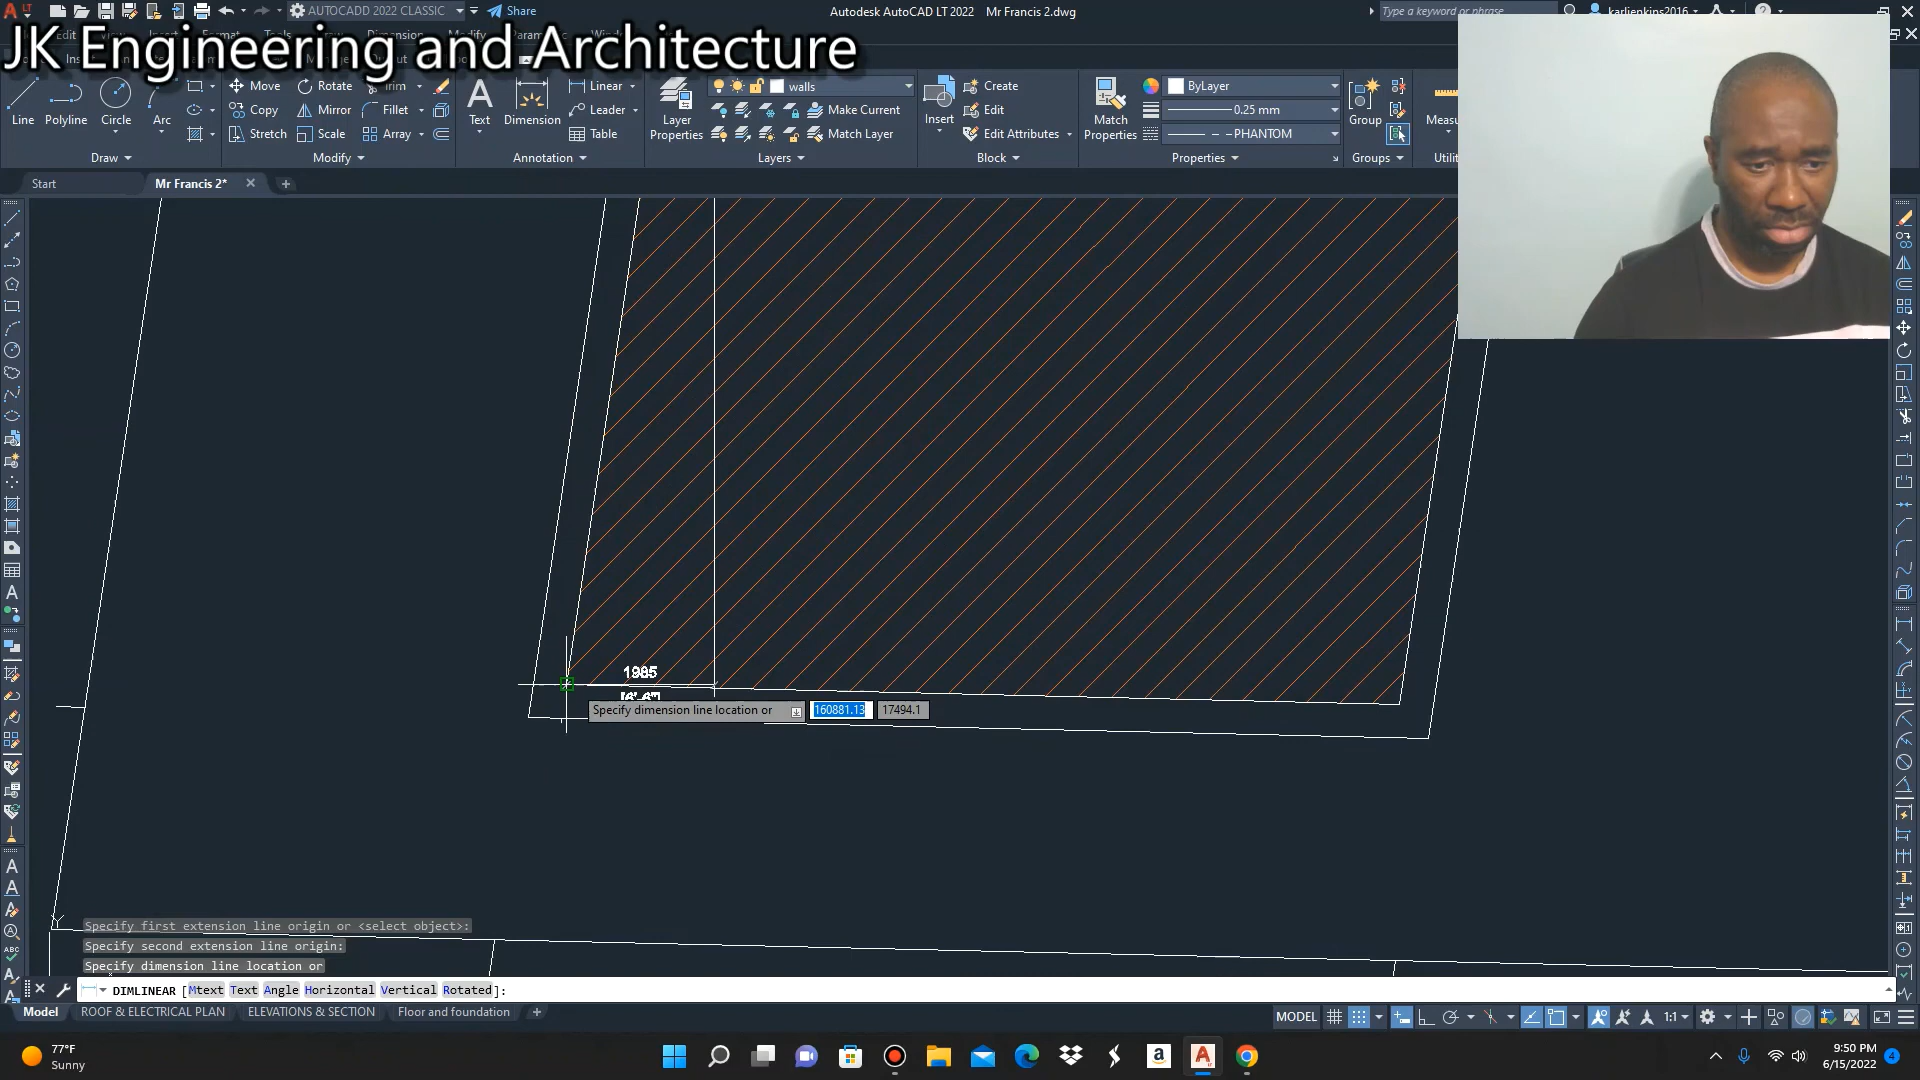 AUTOCADD 2022 CLASSIC
Share
Autodesk AutoCAD LT 2022 Mr Francis 2.dwg
Type a keyword or phrase
karljenkins2016
JK Engineering and Architecture
Line
Polyline
Circle
Arc
Move
Rotate
Trim
Copy
Mirror
Fillet
Stretch
Scale
Array
Text
Dimension
Linear
Leader
Table
Layer
Properties
walls
Make Current
Match Layer
Insert
Create
Edit
Edit Attributes
Match
Properties
ByLayer
0.25 mm
PHANTOM
Group
Draw
Modify
Annotation
Layers
Block
Properties
Groups
Start
Mr Francis 2*
1985
[6'-6"]
Specify dimension line location or
160881.13
17494.1
Y
Specify first extension line origin or <select object>:
Specify second extension line origin:
Specify dimension line location or
DIMLINEAR [Mtext Text Angle Horizontal Vertical Rotated]:
Model
ROOF & ELECTRICAL PLAN
ELEVATIONS & SECTION
Floor and foundation
MODEL
1:1
77°F
Sunny
9:50 PM
6/15/2022
4